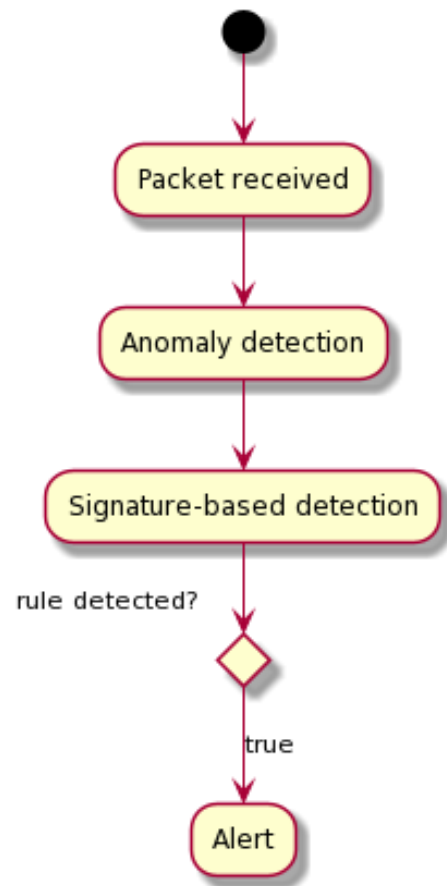 Packet received
Anomaly detection
Signature-based detection
rule detected?
true
Alert